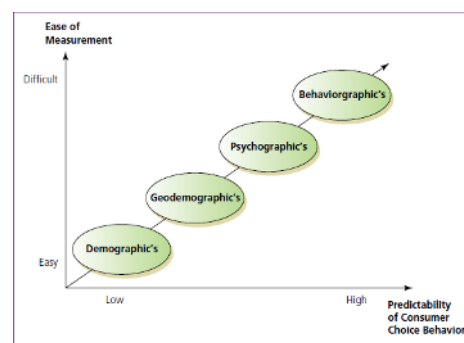 Ease of
Measurement
Difficult
Behaviorgraphic's
Psychographic's
Geodemographic's
Demographic's
Easy
Low
High
Predictability
of Consumer
Choice Behavior